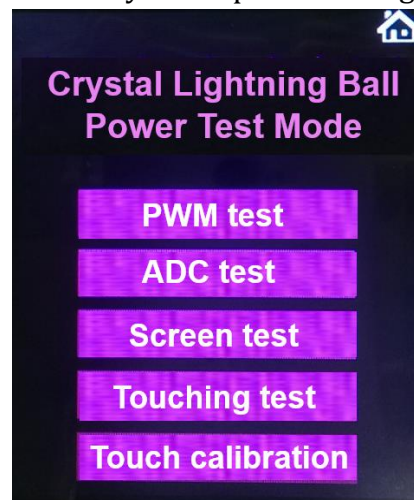 Crystal Lightning Ball
Power Test Mode
PWM test
ADC test
Screen test
Touching test
Touch calibration